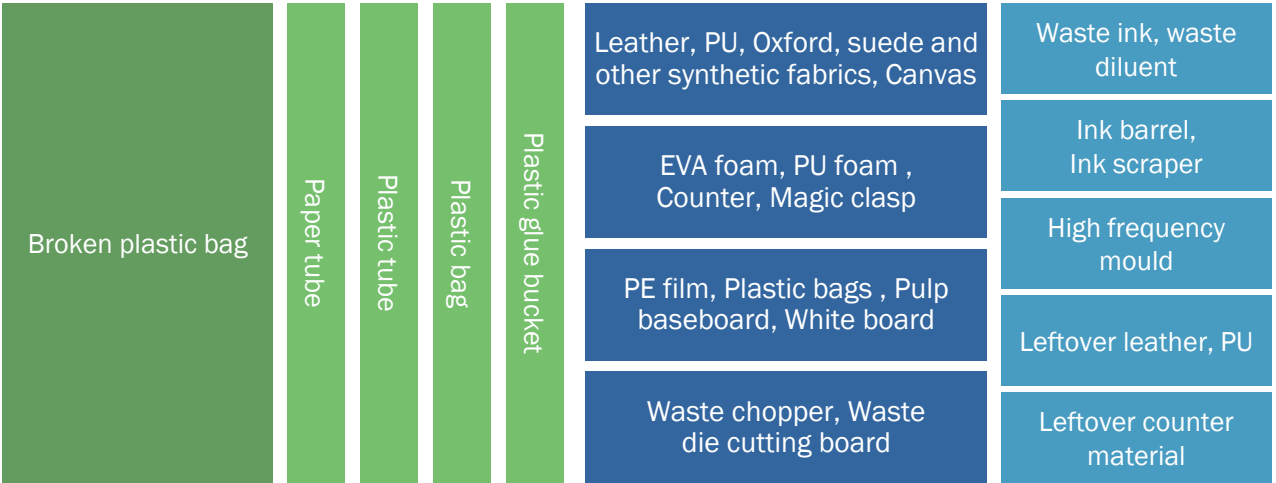 Broken plastic bag
Paper tube
Plastic tube
Plastic bag
Plastic glue bucket
Leather, PU, Oxford, suede and
other synthetic fabrics, Canvas
EVA foam, PU foam ,
Counter, Magic clasp
PE film, Plastic bags , Pulp
baseboard, White board
Waste chopper, Waste
die cutting board
Waste ink, waste
diluent
Ink barrel,
Ink scraper
High frequency
mould
Leftover leather, PU
Leftover counter
material